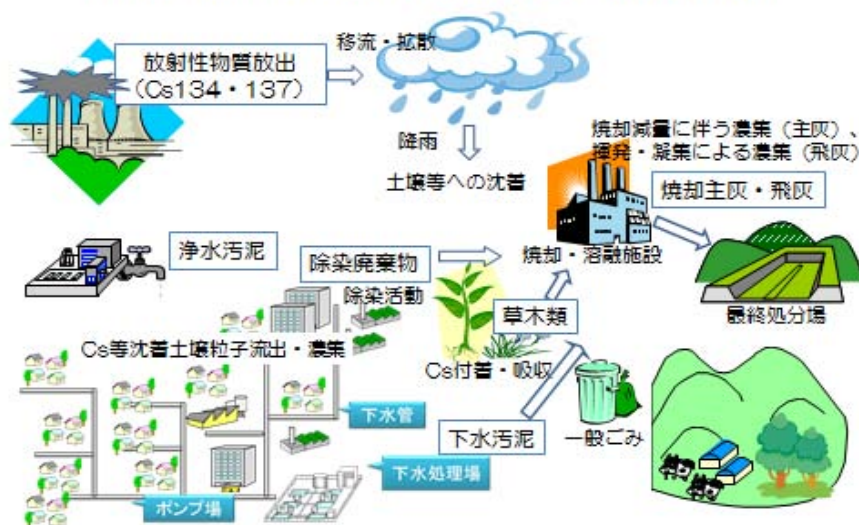 放射性物質放出
(Cs134・137)
移流・拡散
降雨
土壌等への沈着
焼却減量に伴う濃集(主灰)、
揮発・凝集による濃集(飛灰)
焼却主灰・飛灰
焼却・溶融施設
最終処分場
浄水汚泥
除染廃棄物
除染活動
草木類
Cs付着・吸収
Cs等沈着土壌粒子流出・濃集
下水管
下水汚泥
一般ごみ
下水処理場
ポンプ場